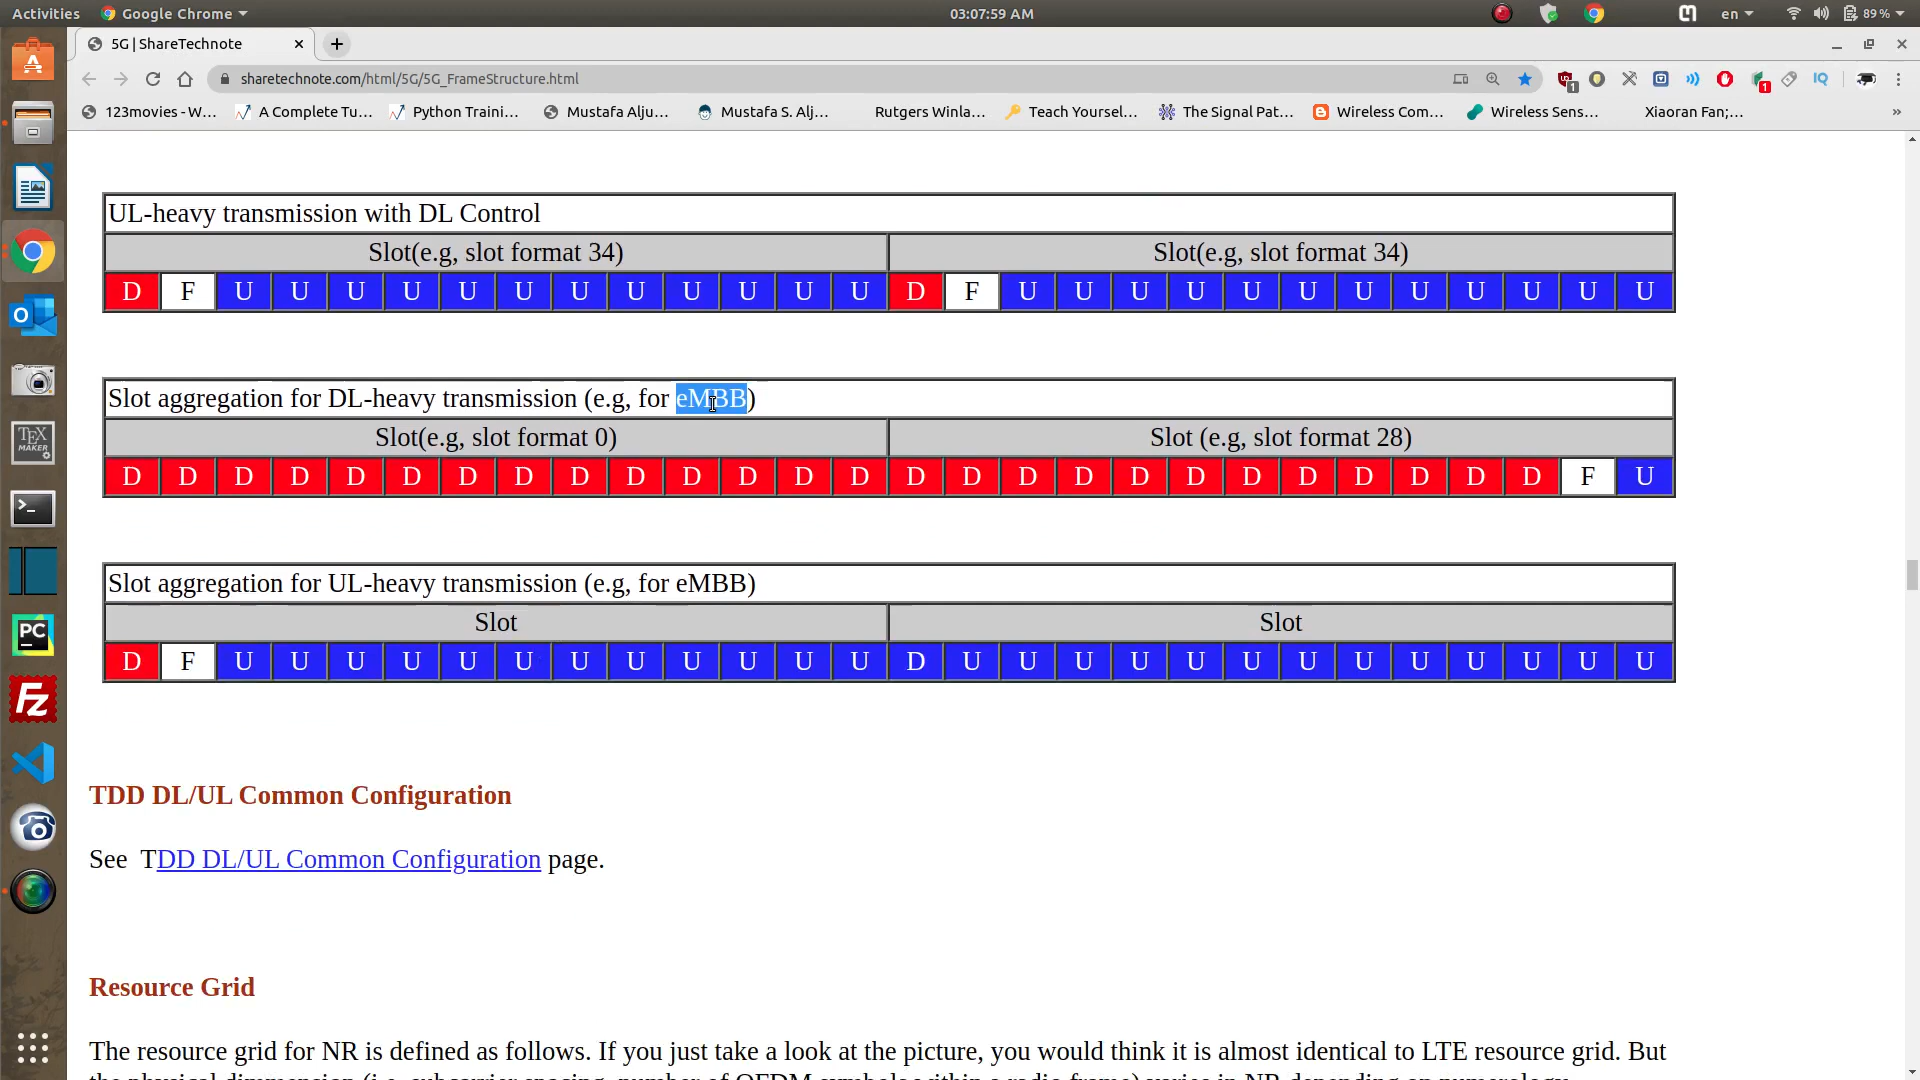 Activities Google Chrome 03:07:59 AM en 89 %
5G | ShareTechnote
sharetechnote.com/html/5G/5G_FrameStructure.html
123movies - W... A Complete Tu... Python Traini... Mustafa Alju... Mustafa S. Alj... Rutgers Winla... Teach Yoursel... The Signal Pat... Wireless Com... Wireless Sens... Xiaoran Fan;... »
UL-heavy transmission with DL Control
Slot(e.g, slot format 34) Slot(e.g, slot format 34)
D F U U U U U U U U U U U U D F U U U U U U U U U U U U
Slot aggregation for DL-heavy transmission (e.g, for eMBB)
Slot(e.g, slot format 0) Slot (e.g, slot format 28)
D D D D D D D D D D D D D D D D D D D D D D D D D D F U
Slot aggregation for UL-heavy transmission (e.g, for eMBB)
Slot Slot
D F U U U U U U U U U U U U D U U U U U U U U U U U U U
TDD DL/UL Common Configuration
See TDD DL/UL Common Configuration page.
Resource Grid
The resource grid for NR is defined as follows. If you just take a look at the picture, you would think it is almost identical to LTE resource grid. But